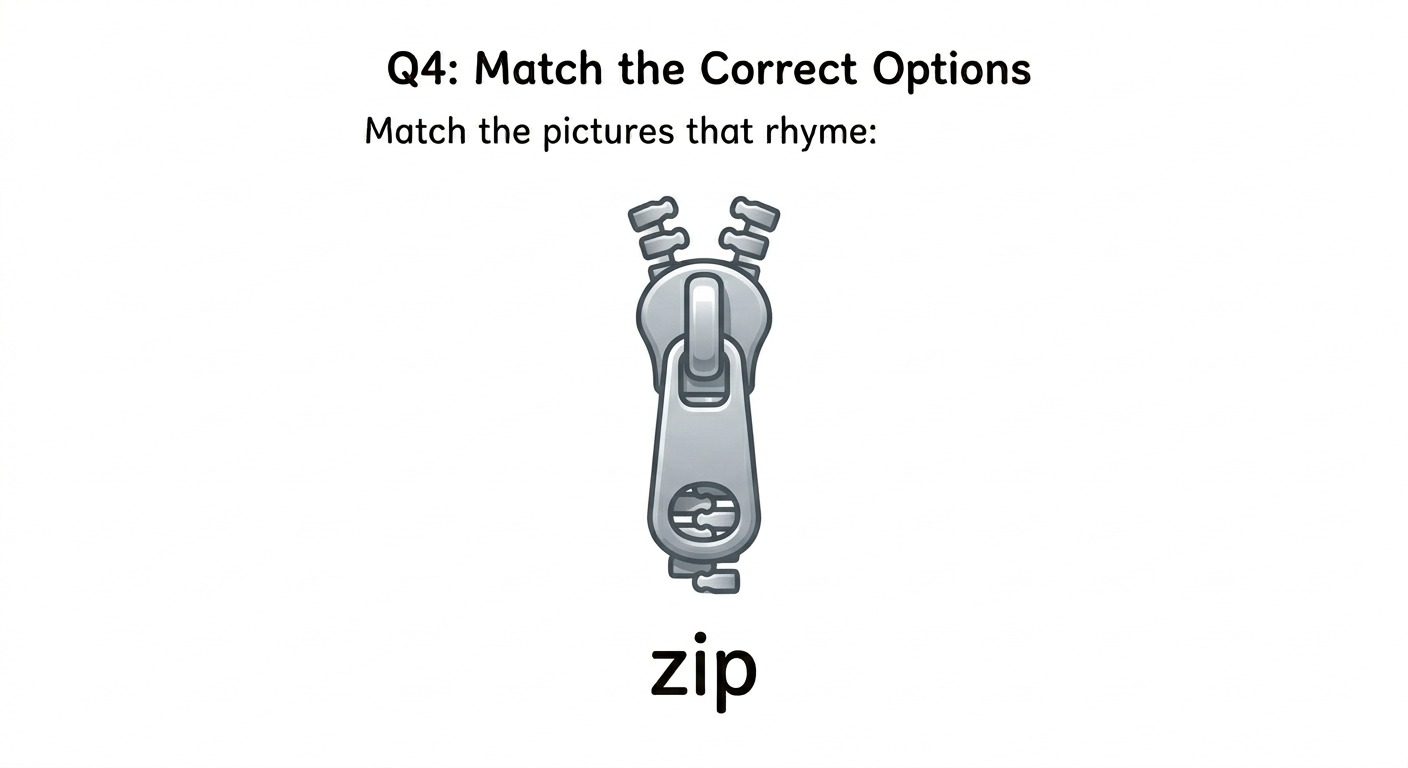 Q4: Match the Correct Options
Match the pictures that rhyme:
zip